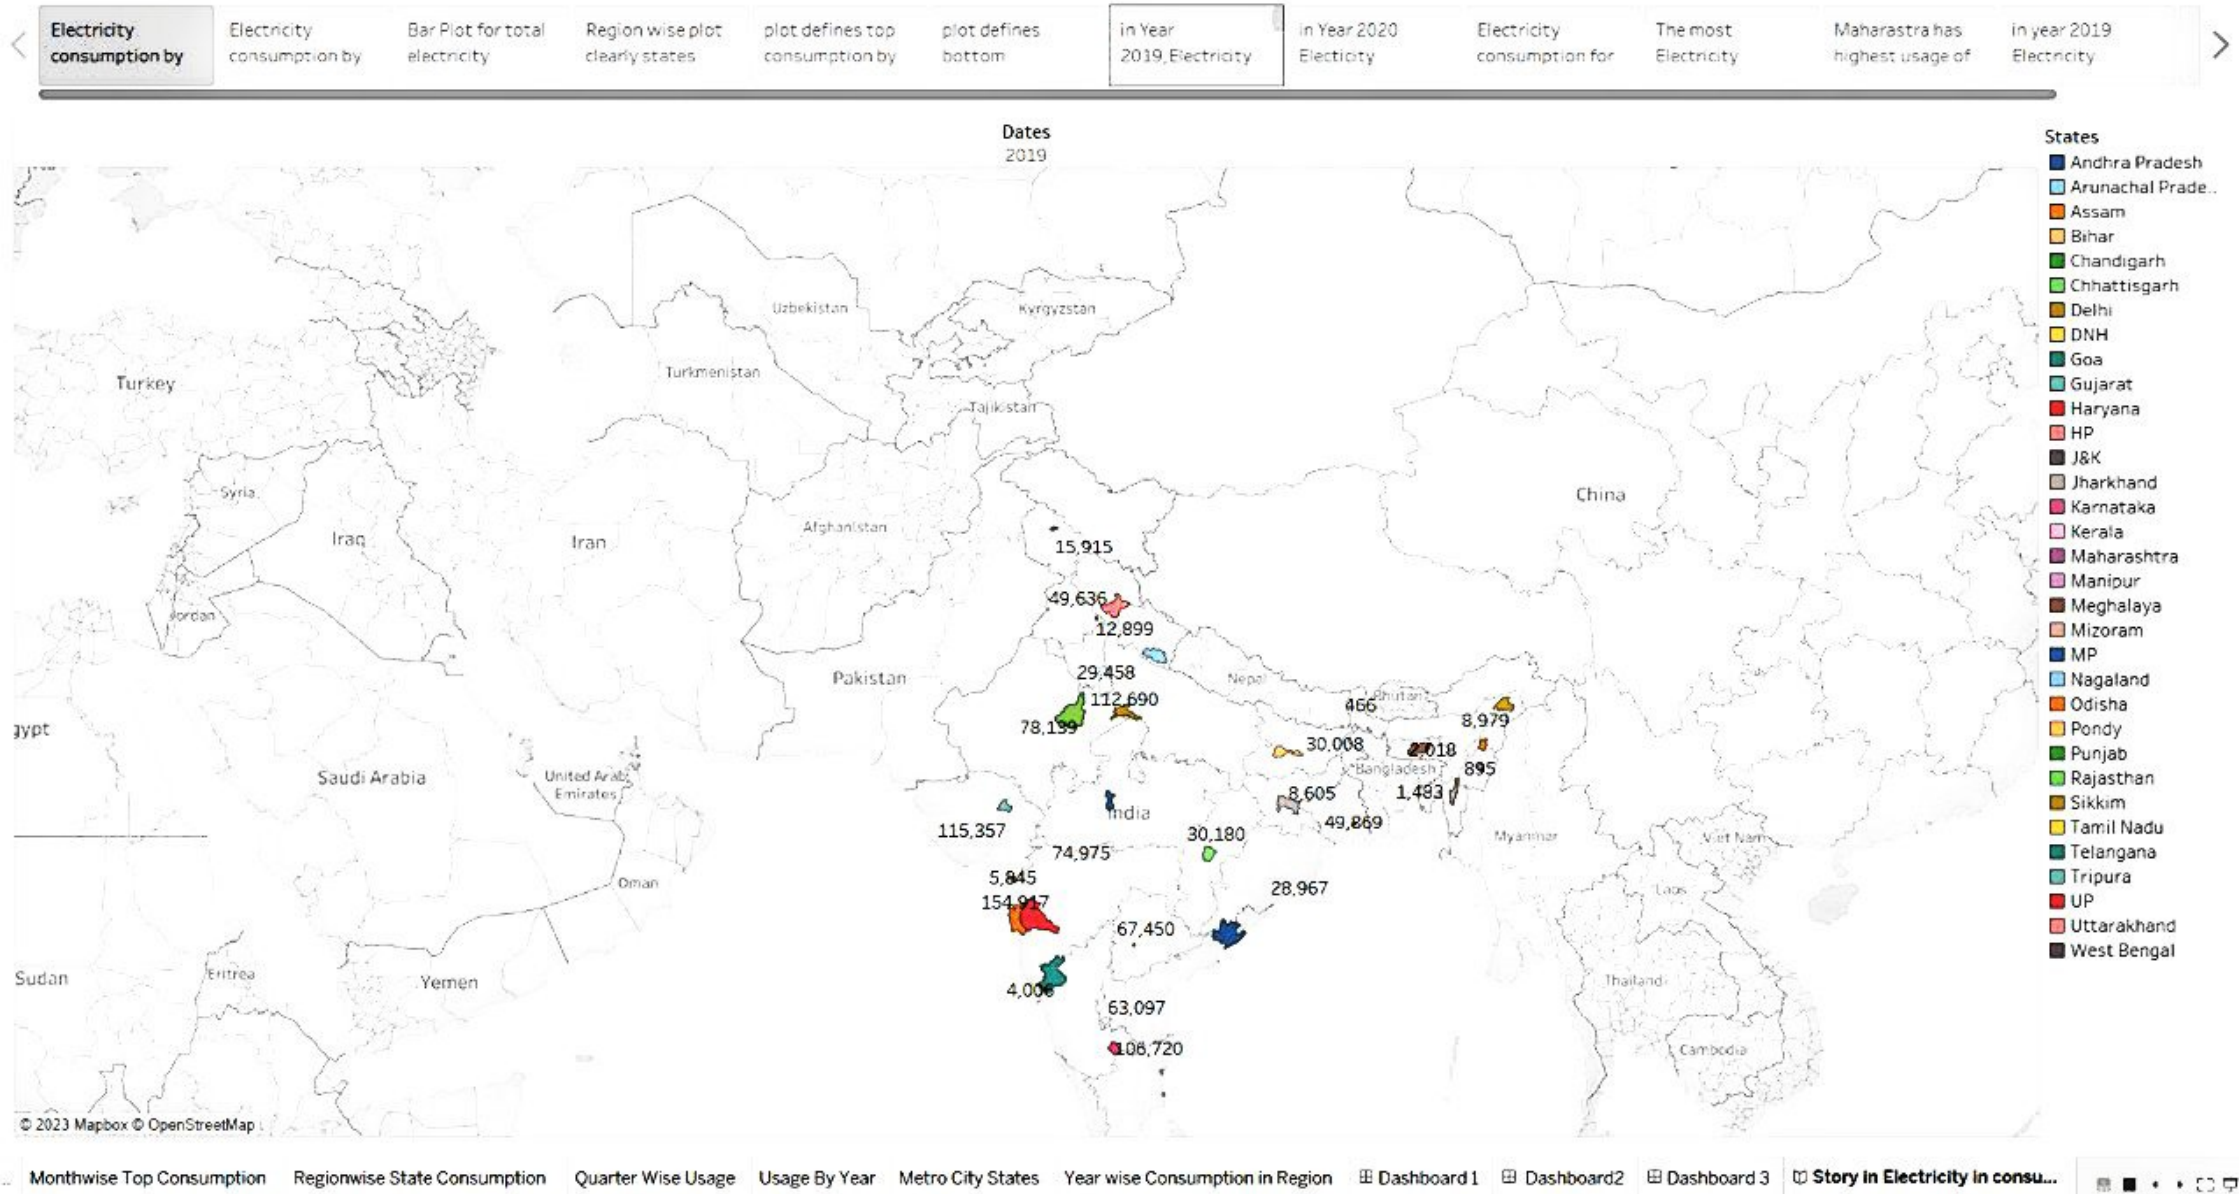 Electricity
consumption by
Electricity
consumption by
Bar Plot for total
electricity
Region wise plot
clearly states
plot defines top
consumption by
plot defines
bottom
in Year
2019, Electricity
in Year 2020
Electicity
Electricity
consumption for
The most
Electricity
Maharastra has
highest usage of
in year 2019
Electricity
Dates
2019
Uzbekistan
Kyrgyzstan
Turkmenistan
Turkey
Tajikistan
Syria
Iraq
Iran
Afghanistan
China
Jordan
Pakistan
Nepal
Bhutan
gypt
Saudi Arabia
United Arab
Emirates
Bangladesh
India
Myanmar
Viet Nam
Oman
Laos
Sudan
Eritrea
Yemen
Thailand
Cambodia
15,915
49,636
12,899
29,458
112,690
78,139
466
8,979
30,008
2,018
895
8,605
1,493
49,869
115,357
30,180
74,975
5,845
28,967
154,917
67,450
4,006
63,097
106,720
© 2023 Mapbox © OpenStreetMap
States
Andhra Pradesh
Arunachal Prade..
Assam
Bihar
Chandigarh
Chhattisgarh
Delhi
DNH
Goa
Gujarat
Haryana
HP
J&K
Jharkhand
Karnataka
Kerala
Maharashtra
Manipur
Meghalaya
Mizoram
MP
Nagaland
Odisha
Pondy
Punjab
Rajasthan
Sikkim
Tamil Nadu
Telangana
Tripura
UP
Uttarakhand
West Bengal
.. Monthwise Top Consumption Regionwise State Consumption Quarter Wise Usage Usage By Year Metro City States Year wise Consumption in Region Dashboard 1 Dashboard2 Dashboard 3 Story in Electricity in consu...